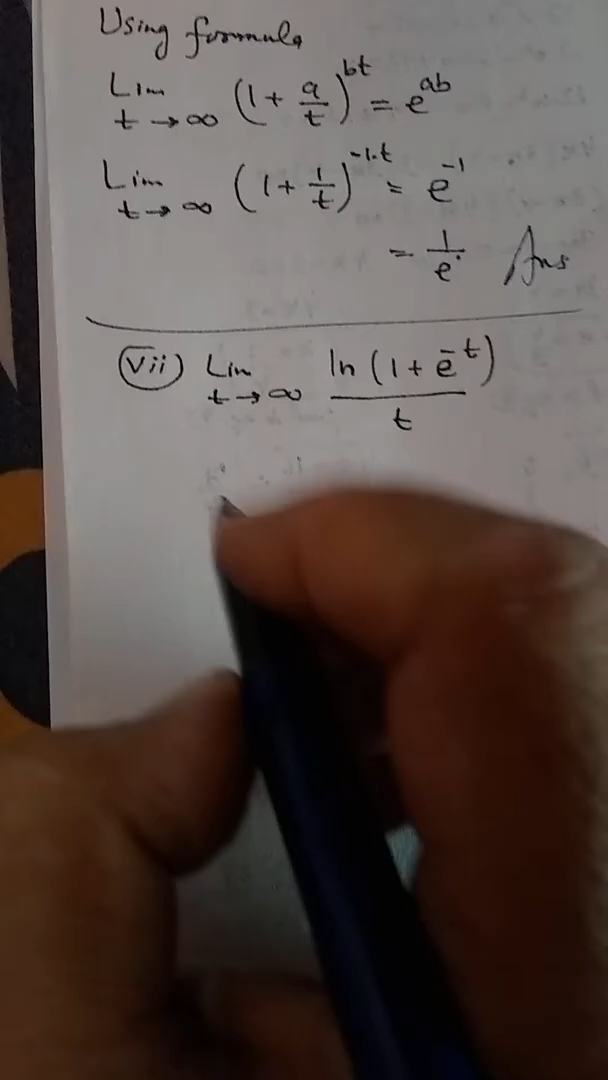 Using formula
Lim t→∞ (1 + a/t)^bt = e^ab
Lim t→∞ (1 + 1/t)^-1.t = e^-1
= 1/e. Ans
(vii) Lim t→∞ ln (1 + e^-t) / t